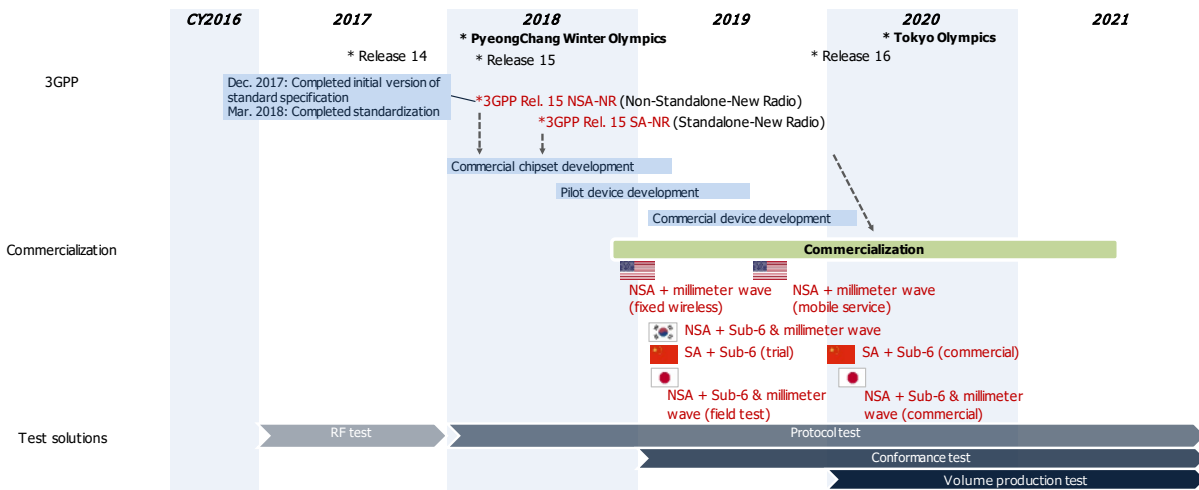 CY2016 2017 2018 2019 2020 2021
* PyeongChang Winter Olympics
* Tokyo Olympics
* Release 14
* Release 15
* Release 16
3GPP
Dec. 2017: Completed initial version of
standard specification
Mar. 2018: Completed standardization
*3GPP Rel. 15 NSA-NR (Non-Standalone-New Radio)
*3GPP Rel. 15 SA-NR (Standalone-New Radio)
Commercial chipset development
Pilot device development
Commercial device development
Commercialization
Commercialization
NSA + millimeter wave
(fixed wireless)
NSA + millimeter wave
(mobile service)
NSA + Sub-6 & millimeter wave
SA + Sub-6 (trial)
SA + Sub-6 (commercial)
NSA + Sub-6 & millimeter
wave (field test)
NSA + Sub-6 & millimeter
wave (commercial)
Test solutions
RF test
Protocol test
Conformance test
Volume production test